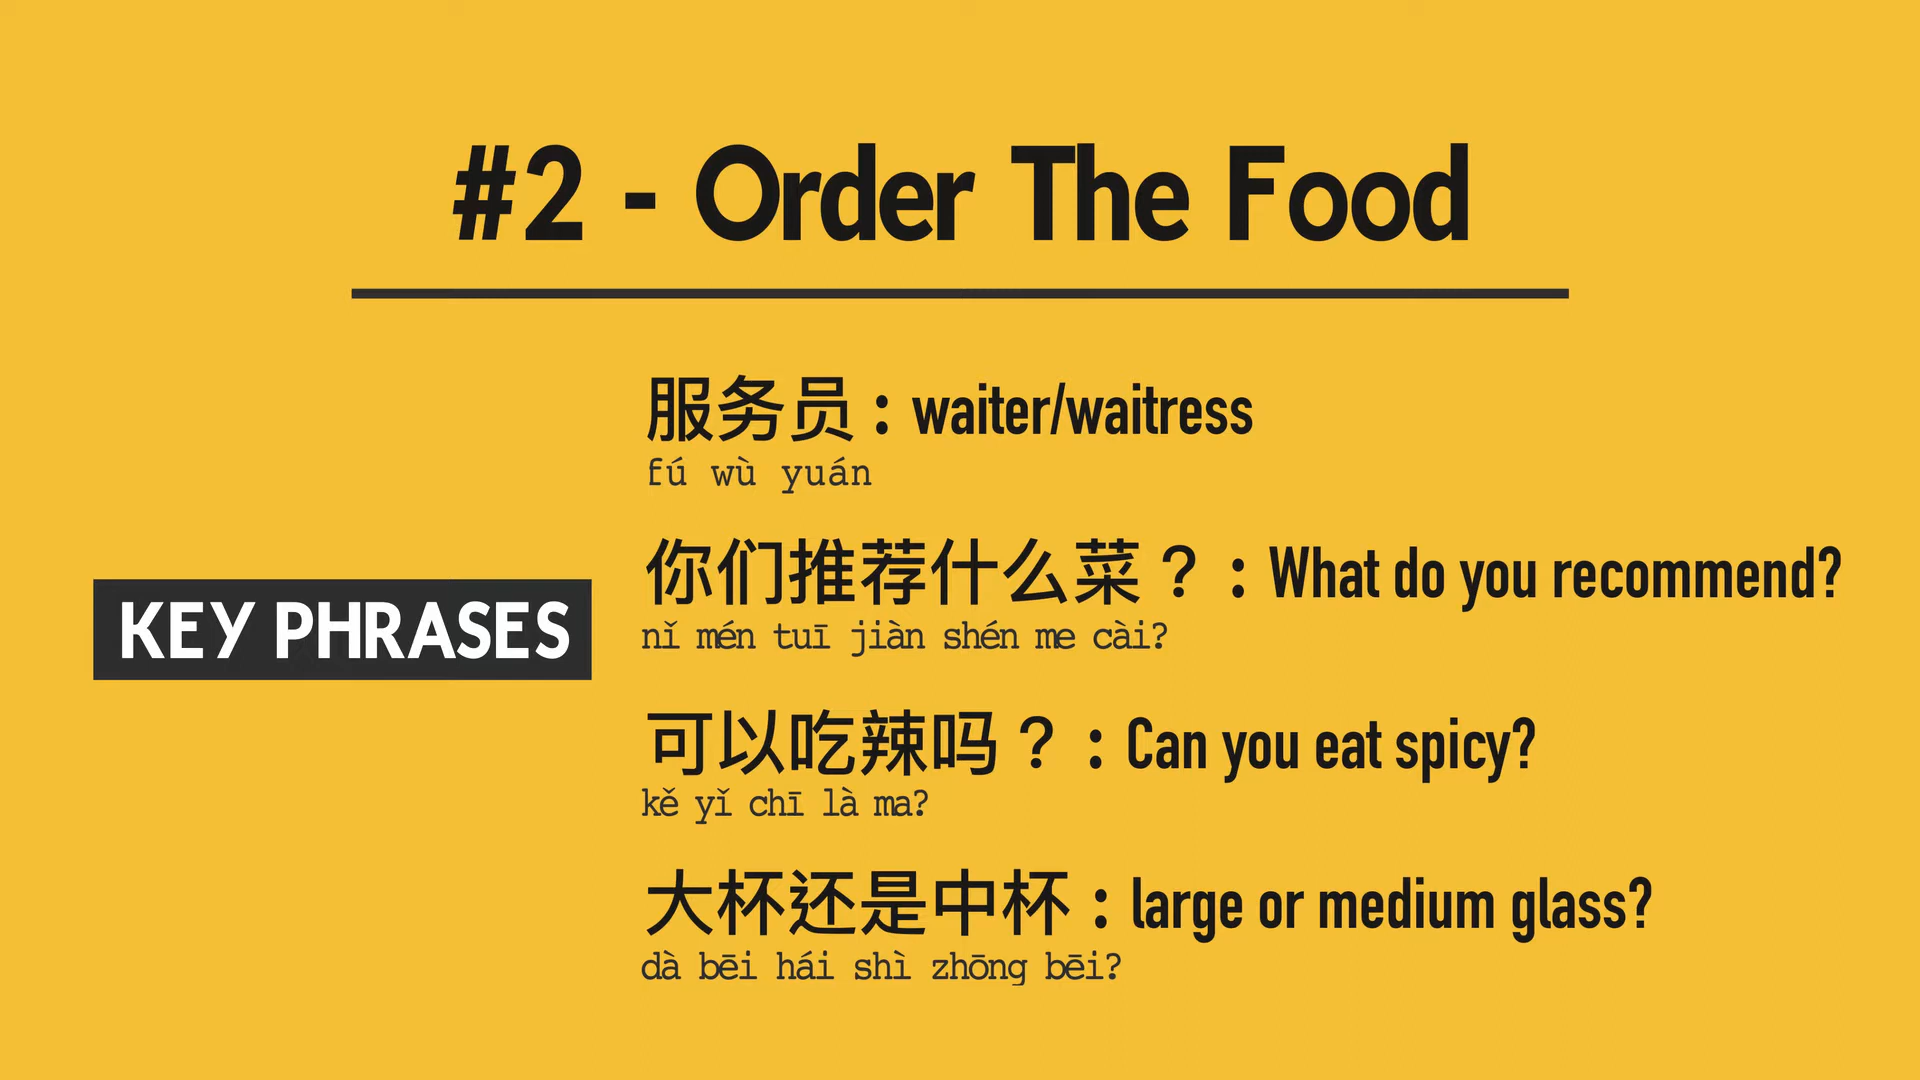 #2 - Order The Food
KEY PHRASES
服务员：waiter/waitress
fú wù yuán
你们推荐什么菜？：What do you recommend?
nǐ mén tuī jiàn shén me cài?
可以吃辣吗？：Can you eat spicy?
kě yǐ chī là ma?
大杯还是中杯：large or medium glass?
dà bēi hái shì zhōng bēi?